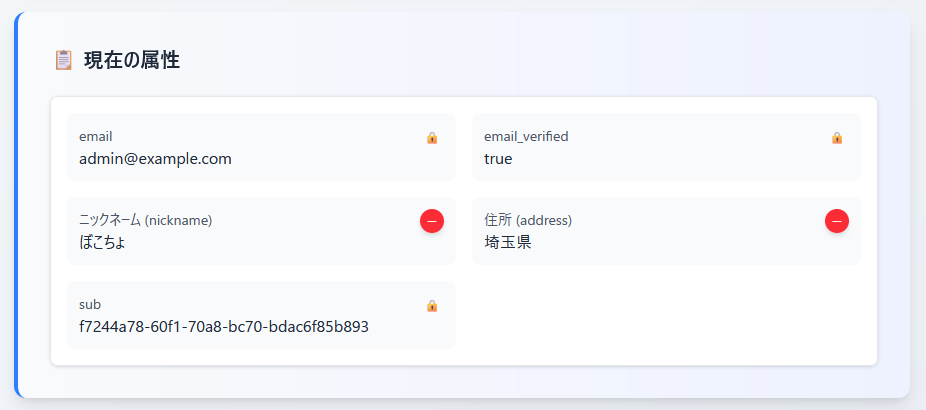 現在の属性
email
admin@example.com
email_verified
true
ニックネーム (nickname)
ぽこちょ
住所 (address)
埼玉県
sub
f7244a78-60f1-70a8-bc70-bdac6f85b893